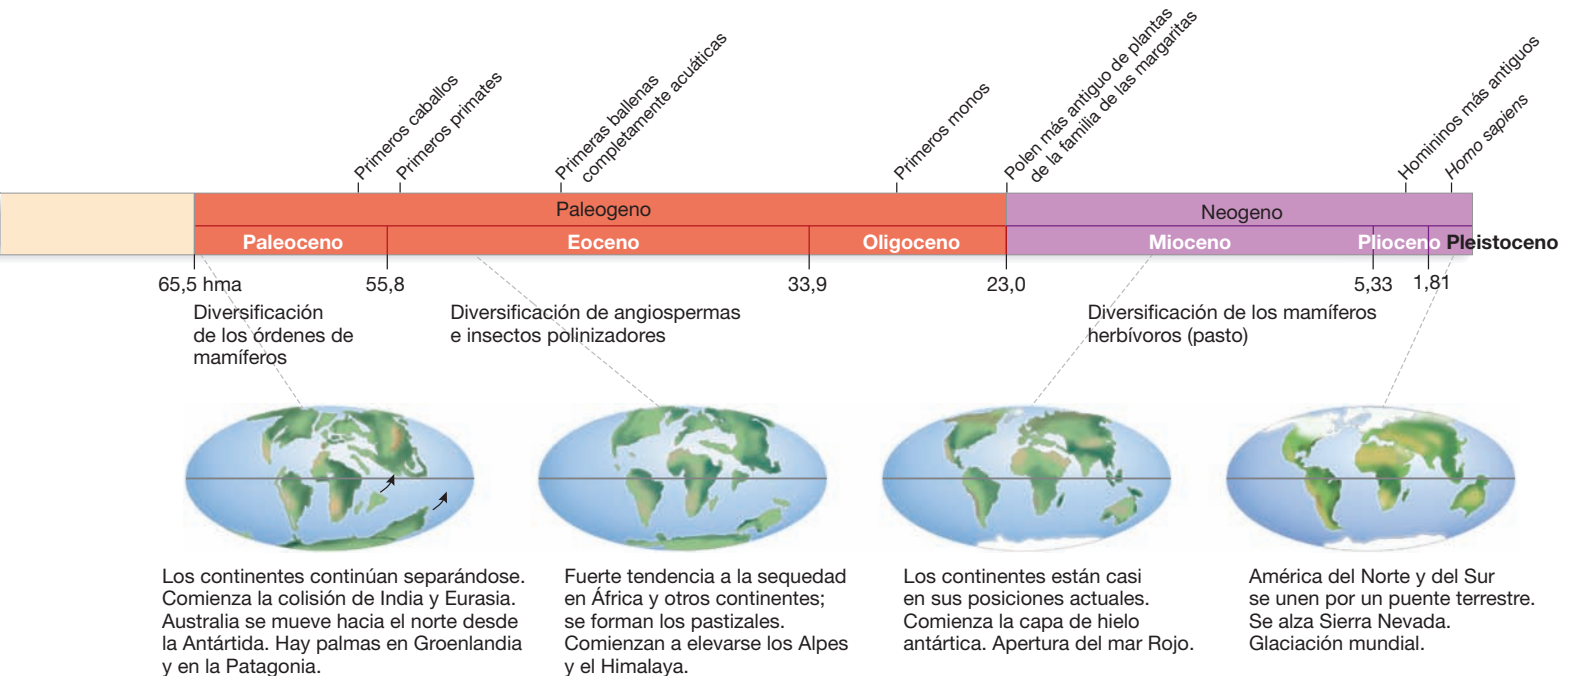 Primeros caballos
Primeros primates
Primeras ballenas
completamente acuáticas
Primeros monos
Polen más antiguo de plantas
de la familia de las margaritas
Homininos más antiguos
Homo sapiens
Paleogeno
Neogeno
Paleoceno
Eoceno
Oligoceno
Mioceno
Plioceno
Pleistoceno
65,5 hma
55,8
33,9
23,0
5,33
1,81
Diversificación
de los órdenes de
mamíferos
Diversificación de angiospermas
e insectos polinizadores
Diversificación de los mamíferos
herbívoros (pasto)
Los continentes continúan separándose.
Comienza la colisión de India y Eurasia.
Australia se mueve hacia el norte desde
la Antártida. Hay palmas en Groenlandia
y en la Patagonia.
Fuerte tendencia a la sequedad
en África y otros continentes;
se forman los pastizales.
Comienzan a elevarse los Alpes
y el Himalaya.
Los continentes están casi
en sus posiciones actuales.
Comienza la capa de hielo
antártica. Apertura del mar Rojo.
América del Norte y del Sur
se unen por un puente terrestre.
Se alza Sierra Nevada.
Glaciación mundial.